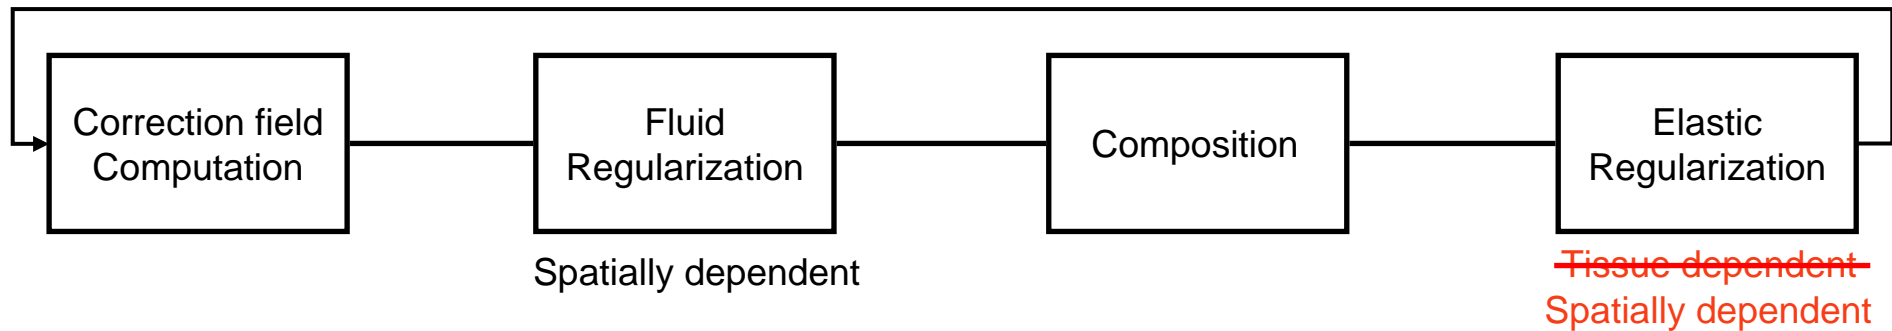 Correction field
Computation
Fluid
Regularization
Composition
Elastic
Regularization
Spatially dependent
Tissue dependent
Spatially dependent